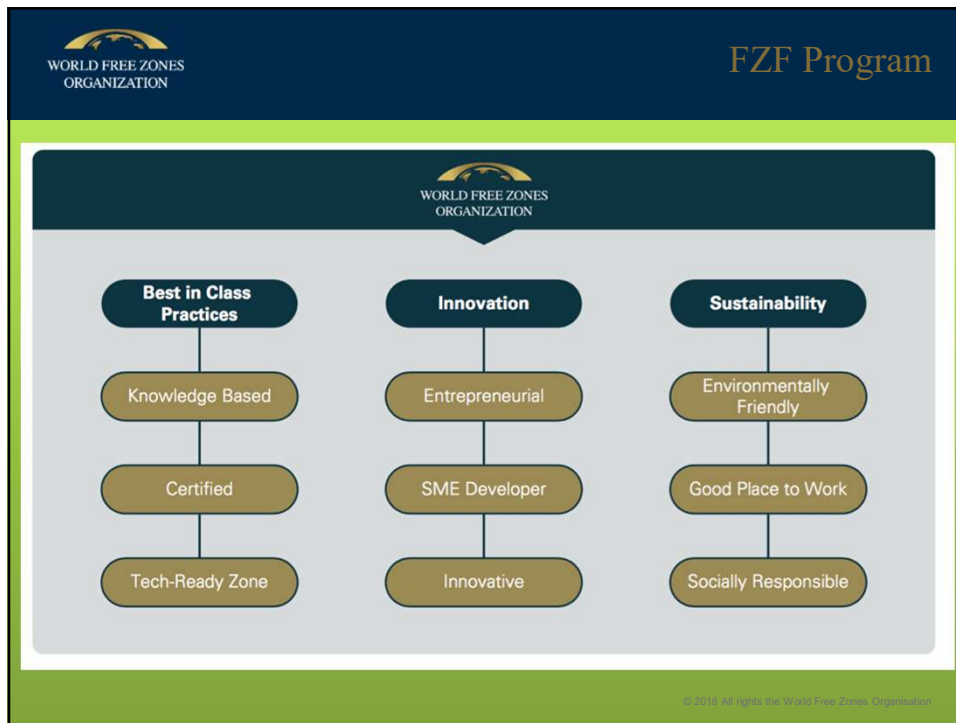 WORLD FREE ZONES
ORGANIZATION
FZF Program
WORLD FREE ZONES
ORGANIZATION
Best in Class
Practices
Knowledge Based
Certified
Tech-Ready Zone
Innovation
Entrepreneurial
SME Developer
Innovative
Sustainability
Environmentally
Friendly
Good Place to Work
Socially Responsible
© 2018 All rights the World Free Zones Organisation